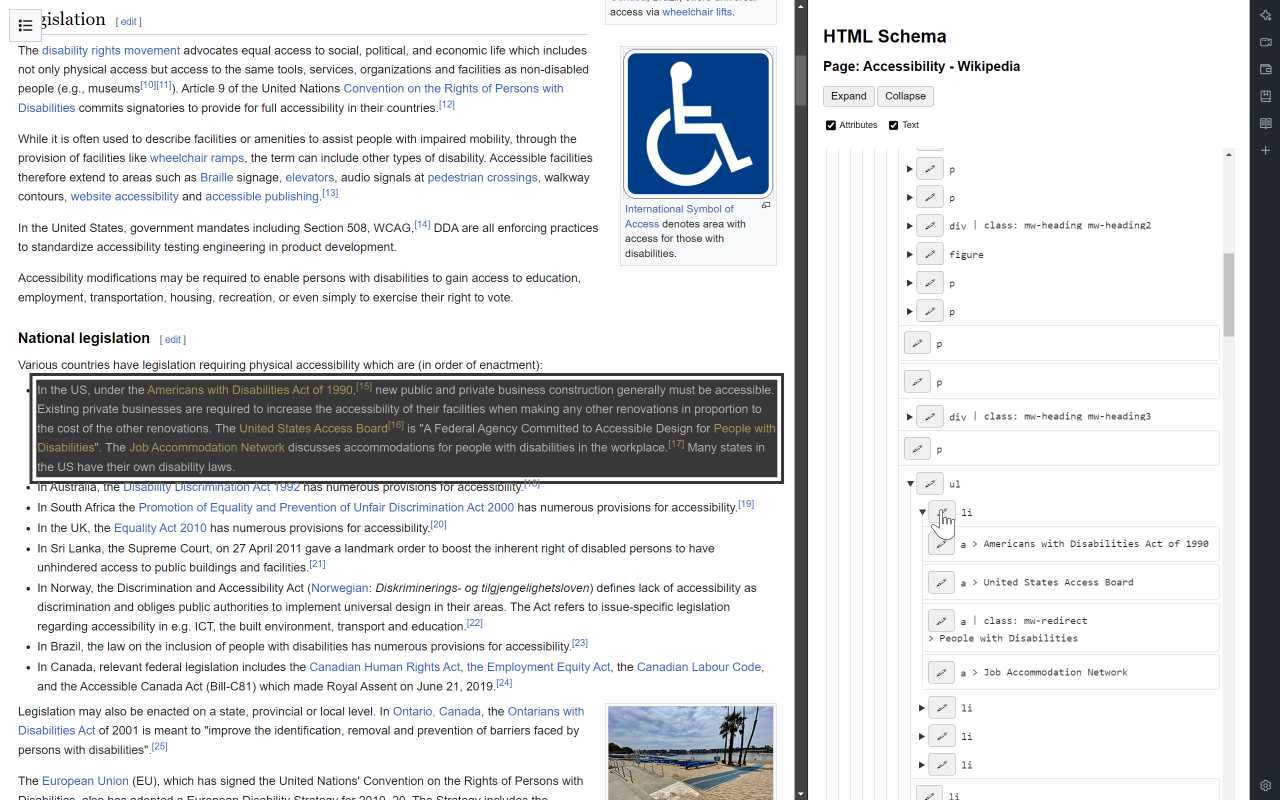 gislation [ edit ]
access via wheelchair lifts.
The disability rights movement advocates equal access to social, political, and economic life which includes
not only physical access but access to the same tools, services, organizations and facilities as non-disabled
people (e.g., museums[10][11]). Article 9 of the United Nations Convention on the Rights of Persons with
Disabilities commits signatories to provide for full accessibility in their countries.[12]
While it is often used to describe facilities or amenities to assist people with impaired mobility, through the
provision of facilities like wheelchair ramps, the term can include other types of disability. Accessible facilities
therefore extend to areas such as Braille signage, elevators, audio signals at pedestrian crossings, walkway
contours, website accessibility and accessible publishing.[13]
In the United States, government mandates including Section 508, WCAG,[14] DDA are all enforcing practices
to standardize accessibility testing engineering in product development.
Accessibility modifications may be required to enable persons with disabilities to gain access to education,
employment, transportation, housing, recreation, or even simply to exercise their right to vote.
International Symbol of
Access denotes area with
access for those with
disabilities.
National legislation [ edit ]
Various countries have legislation requiring physical accessibility which are (in order of enactment):
• In the US, under the Americans with Disabilities Act of 1990,[15] new public and private business construction generally must be accessible.
Existing private businesses are required to increase the accessibility of their facilities when making any other renovations in proportion to
the cost of the other renovations. The United States Access Board[16] is "A Federal Agency Committed to Accessible Design for People with
Disabilities". The Job Accommodation Network discusses accommodations for people with disabilities in the workplace.[17] Many states in
the US have their own disability laws.
• In Australia, the Disability Discrimination Act 1992 has numerous provisions for accessibility.[18]
• In South Africa the Promotion of Equality and Prevention of Unfair Discrimination Act 2000 has numerous provisions for accessibility.[19]
• In the UK, the Equality Act 2010 has numerous provisions for accessibility.[20]
• In Sri Lanka, the Supreme Court, on 27 April 2011 gave a landmark order to boost the inherent right of disabled persons to have
unhindered access to public buildings and facilities.[21]
• In Norway, the Discrimination and Accessibility Act (Norwegian: Diskriminerings- og tilgjengelighetsloven) defines lack of accessibility as
discrimination and obliges public authorities to implement universal design in their areas. The Act refers to issue-specific legislation
regarding accessibility in e.g. ICT, the built environment, transport and education.[22]
• In Brazil, the law on the inclusion of people with disabilities has numerous provisions for accessibility.[23]
• In Canada, relevant federal legislation includes the Canadian Human Rights Act, the Employment Equity Act, the Canadian Labour Code,
and the Accessible Canada Act (Bill-C81) which made Royal Assent on June 21, 2019.[24]
Legislation may also be enacted on a state, provincial or local level. In Ontario, Canada, the Ontarians with
Disabilities Act of 2001 is meant to "improve the identification, removal and prevention of barriers faced by
persons with disabilities".[25]
The European Union (EU), which has signed the United Nations' Convention on the Rights of Persons with
Disabilities, also has adopted a European Disability Strategy for 2010–20. The Strategy includes the
HTML Schema
Page: Accessibility - Wikipedia
Expand Collapse
Attributes Text
p
p
div | class: mw-heading mw-heading2
figure
p
p
p
p
div | class: mw-heading mw-heading3
p
ul
li
a > Americans with Disabilities Act of 1990
a > United States Access Board
a | class: mw-redirect
> People with Disabilities
a > Job Accommodation Network
li
li
li
li